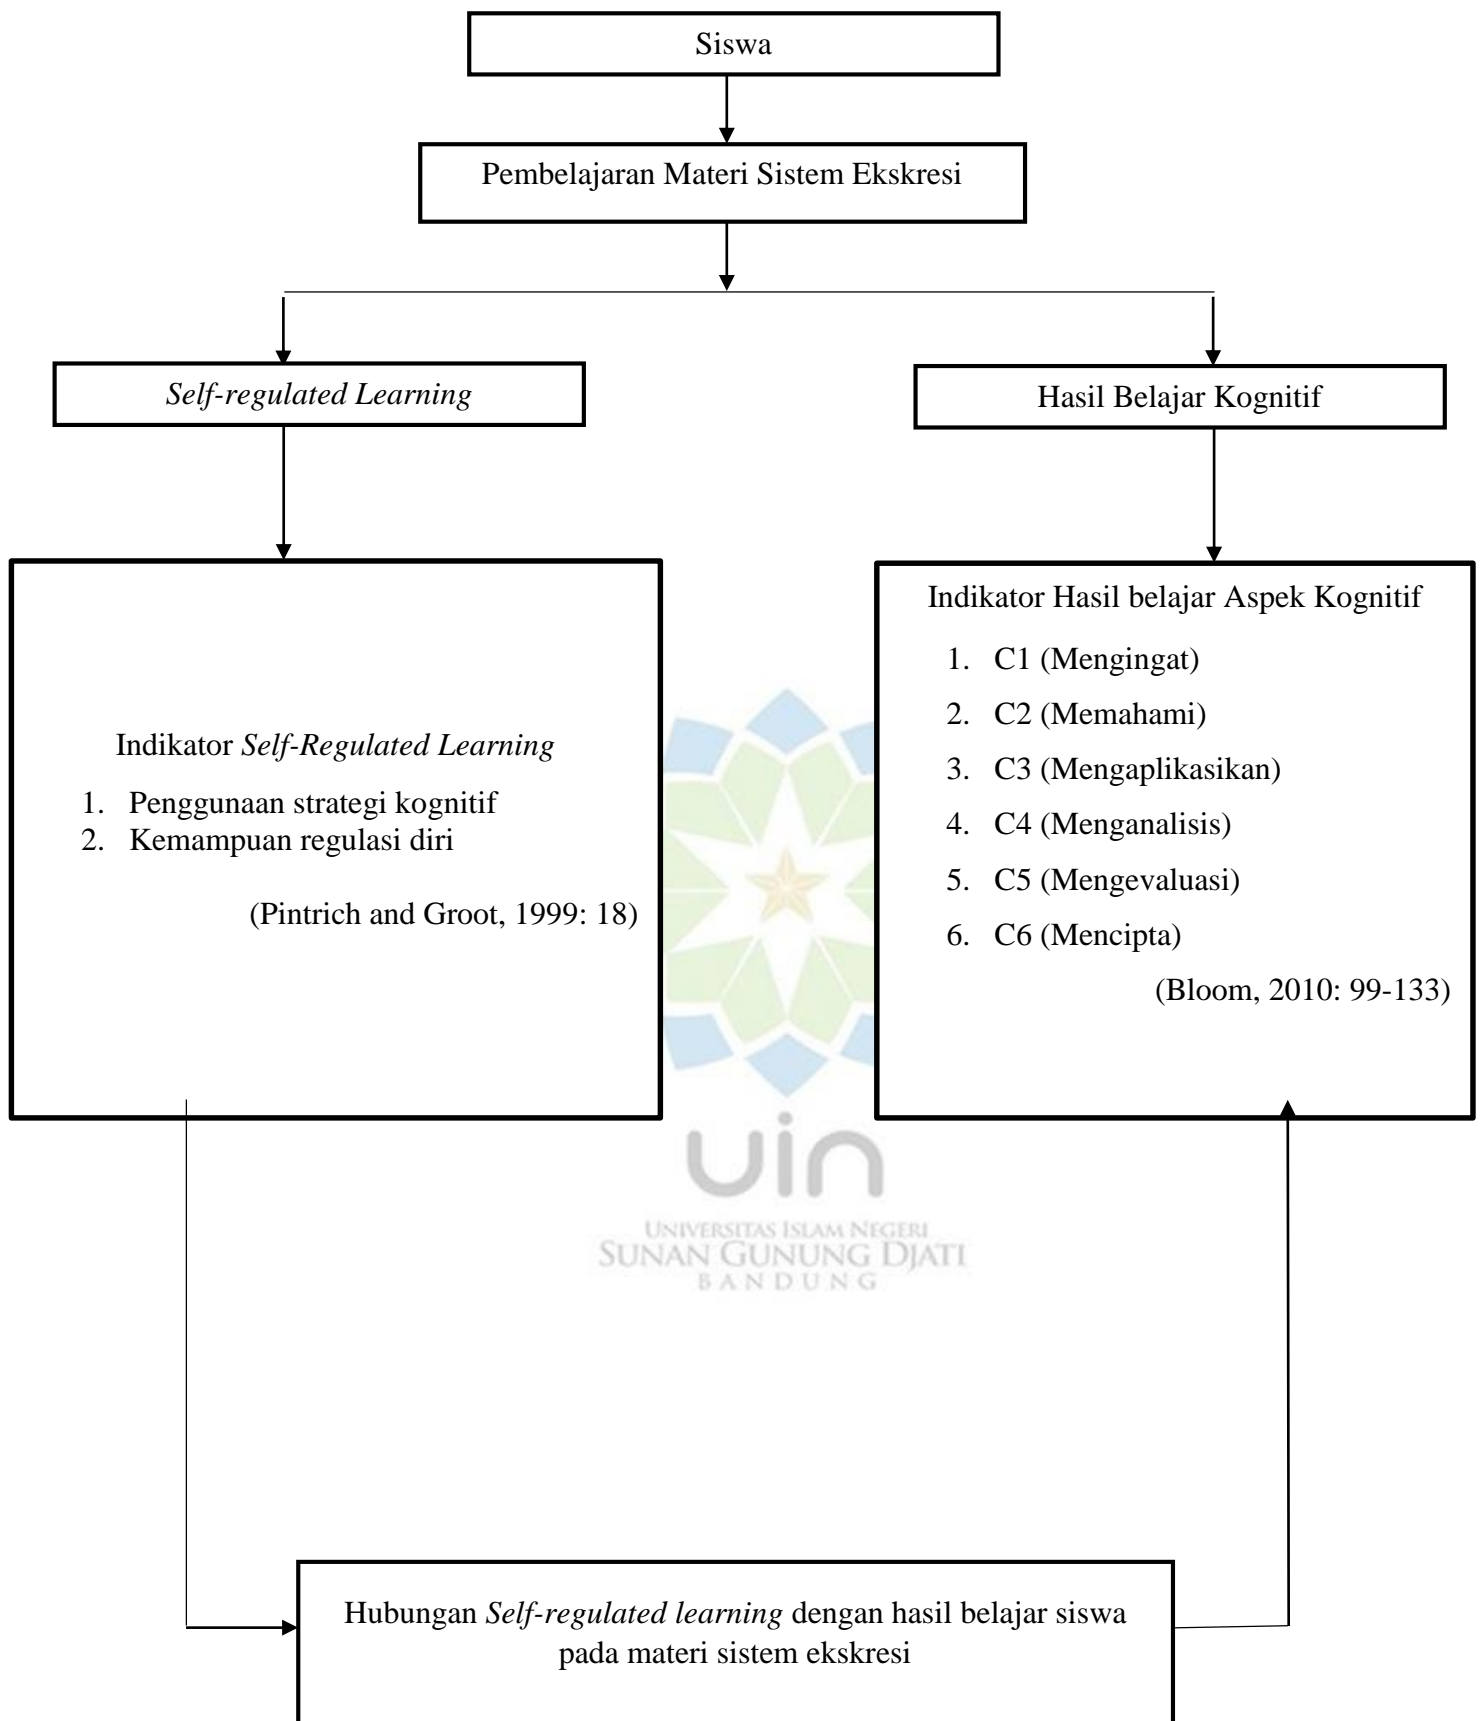 Siswa
Pembelajaran Materi Sistem Ekskresi
Self-regulated Learning
Hasil Belajar Kognitif
Indikator Self-Regulated Learning
1. Penggunaan strategi kognitif
2. Kemampuan regulasi diri
(Pintrich and Groot, 1999: 18)
Indikator Hasil belajar Aspek Kognitif
1. C1 (Mengingat)
2. C2 (Memahami)
3. C3 (Mengaplikasikan)
4. C4 (Menganalisis)
5. C5 (Mengevaluasi)
6. C6 (Mencipta)
(Bloom, 2010: 99-133)
uin
UNIVERSITAS ISLAM NEGERI
SUNAN GUNUNG DJATI
BANDUNG
Hubungan Self-regulated learning dengan hasil belajar siswa
pada materi sistem ekskresi